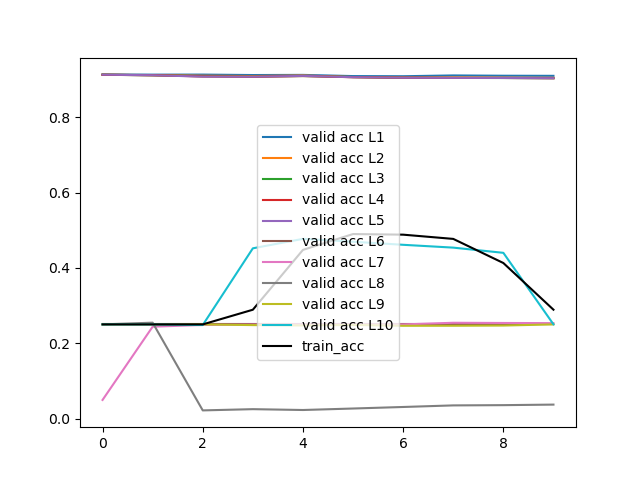 0.8
0.6
0.4
0.2
0.0
valid acc L1
valid acc L2
valid acc L3
valid acc L4
valid acc L5
valid acc L6
valid acc L7
valid acc L8
valid acc L9
valid acc L10
train_acc
0 2 4 6 8